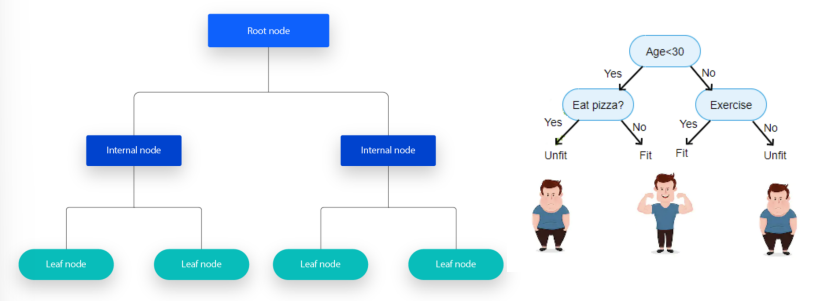 Root node
Internal node
Internal node
Leaf node
Leaf node
Leaf node
Leaf node
Age<30
Yes
No
Eat pizza?
Exercise
Yes
No
Yes
No
Unfit
Fit
Fit
Unfit